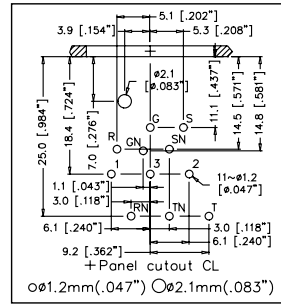 5.1 [.202"]
3.9 [.154"]
5.3 [.208"]
ø2.1
[ø.083"]
25.0 [.984"]
18.4 [.724"]
7.0 [.276"]
11.1 [.437"]
14.5 [.571"]
14.8 [.581"]
G
S
R
GN
SN
1
3
2
11~ø1.2
[ø.047"]
1.1 [.043"]
3.0 [.118"]
RN
TN
T
6.1 [.240"]
3.0 [.118"]
6.1 [.240"]
9.2 [.362"]
+Panel cutout CL
○ø1.2mm(.047") ○ø2.1mm(.083")